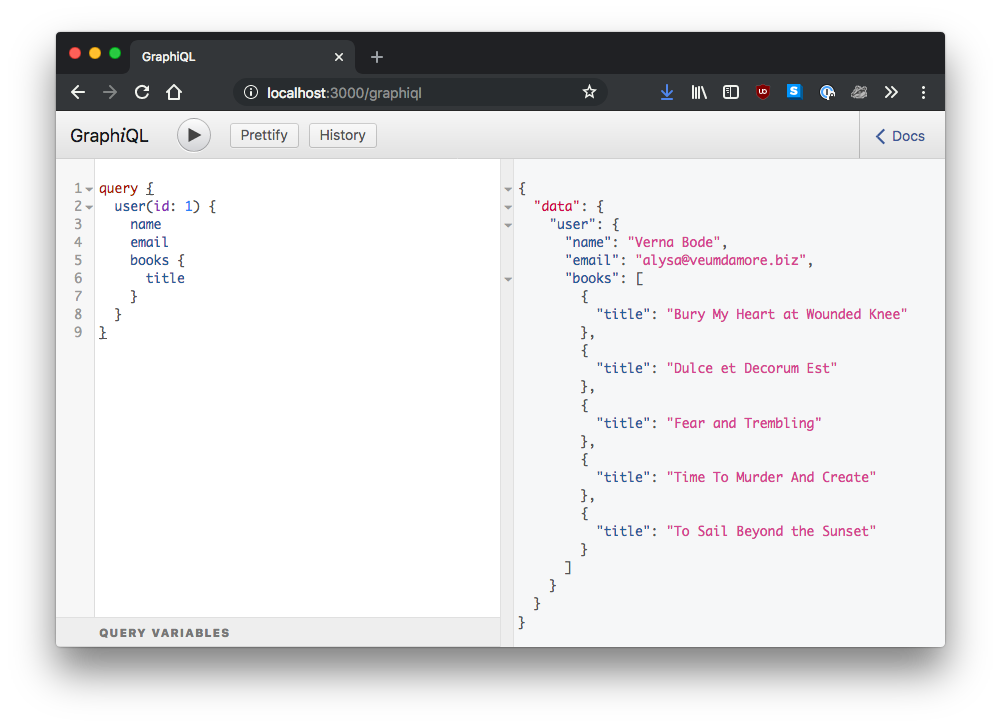 GraphiQL
localhost:3000/graphiql
GraphiQL Prettify History Docs
1 query {
2 user(id: 1) {
3 name
4 email
5 books {
6 title
7 }
8 }
9 }
QUERY VARIABLES
{
"data": {
"user": {
"name": "Verna Bode",
"email": "alysa@veumdamore.biz",
"books": [
{
"title": "Bury My Heart at Wounded Knee"
},
{
"title": "Dulce et Decorum Est"
},
{
"title": "Fear and Trembling"
},
{
"title": "Time To Murder And Create"
},
{
"title": "To Sail Beyond the Sunset"
}
]
}
}
}